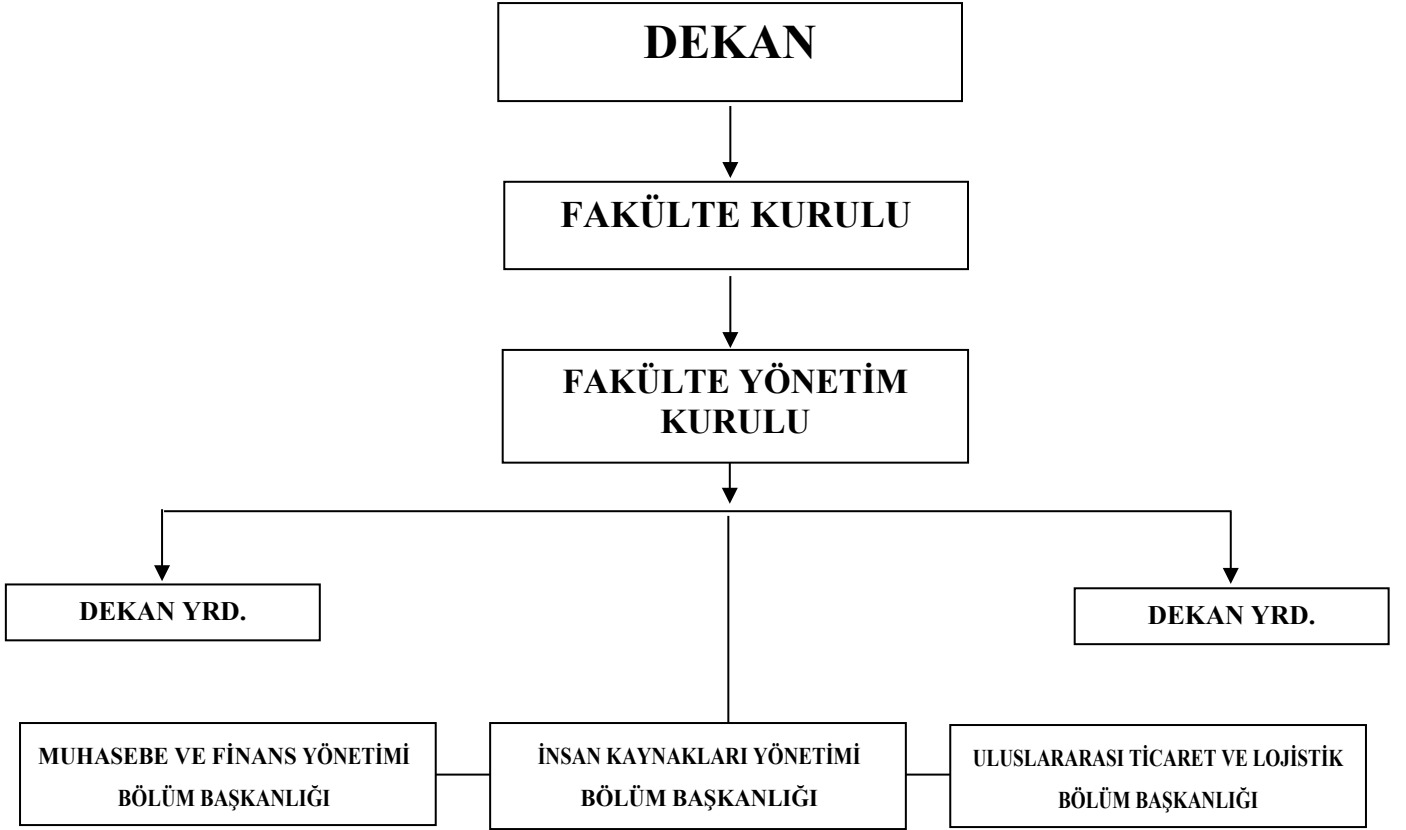 DEKAN
FAKÜLTE KURULU
FAKÜLTE YÖNETİM
KURULU
DEKAN YRD.
DEKAN YRD.
MUHASEBE VE FİNANS YÖNETİMİ
BÖLÜM BAŞKANLIĞI
İNSAN KAYNAKLARI YÖNETİMİ
BÖLÜM BAŞKANLIĞI
ULUSLARARASI TİCARET VE LOJİSTİK
BÖLÜM BAŞKANLIĞI